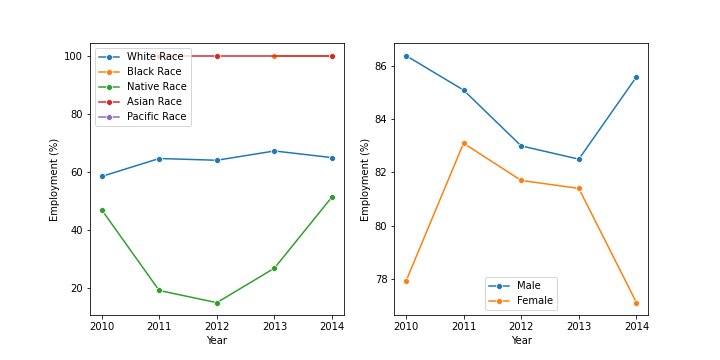 100
80
60
40
20
Employment (%)
White Race
Black Race
Native Race
Asian Race
Pacific Race
2010 2011 2012 2013 2014
Year
86
84
82
80
78
Employment (%)
Male
Female
2010 2011 2012 2013 2014
Year